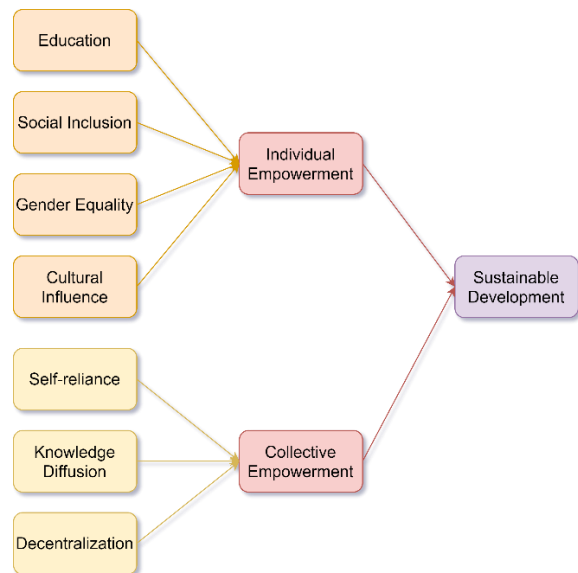 Education
Social Inclusion
Gender Equality
Cultural
Influence
Self-reliance
Knowledge
Diffusion
Decentralization
Individual
Empowerment
Collective
Empowerment
Sustainable
Development